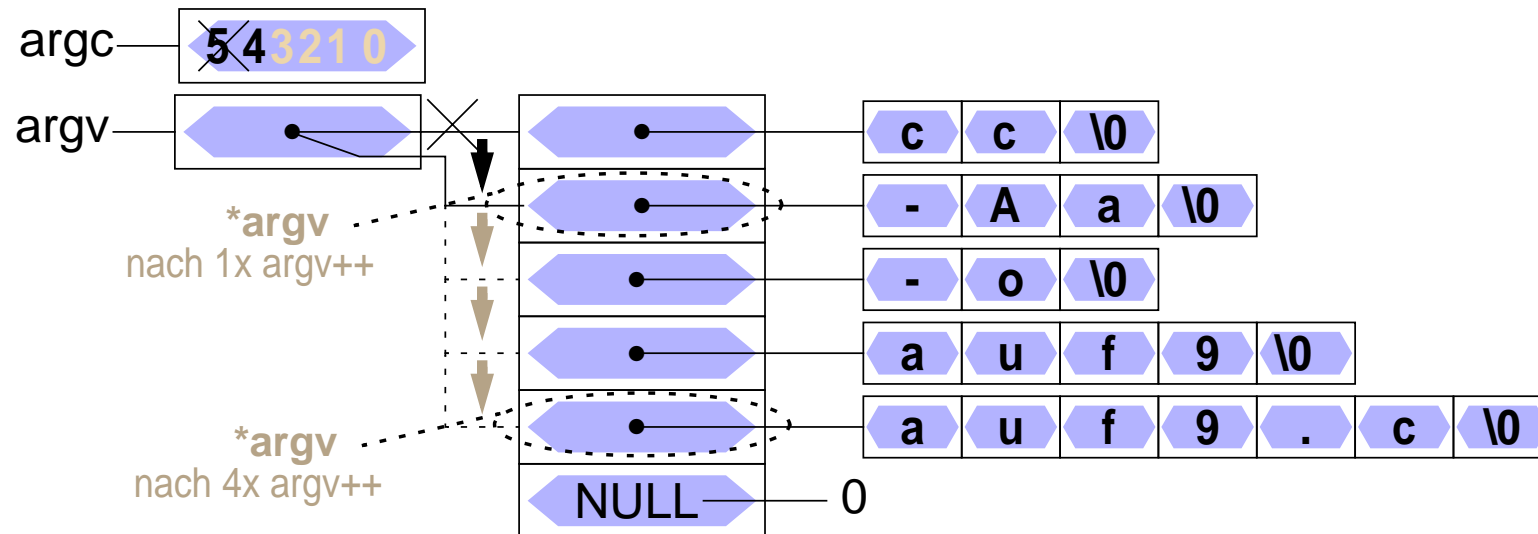 argc 5 4 3 2 1 0
argv c c \0
- A a \0
*argv
nach 1x argv++
- o \0
a u f 9 \0
a u f 9 . c \0
*argv
nach 4x argv++
NULL 0